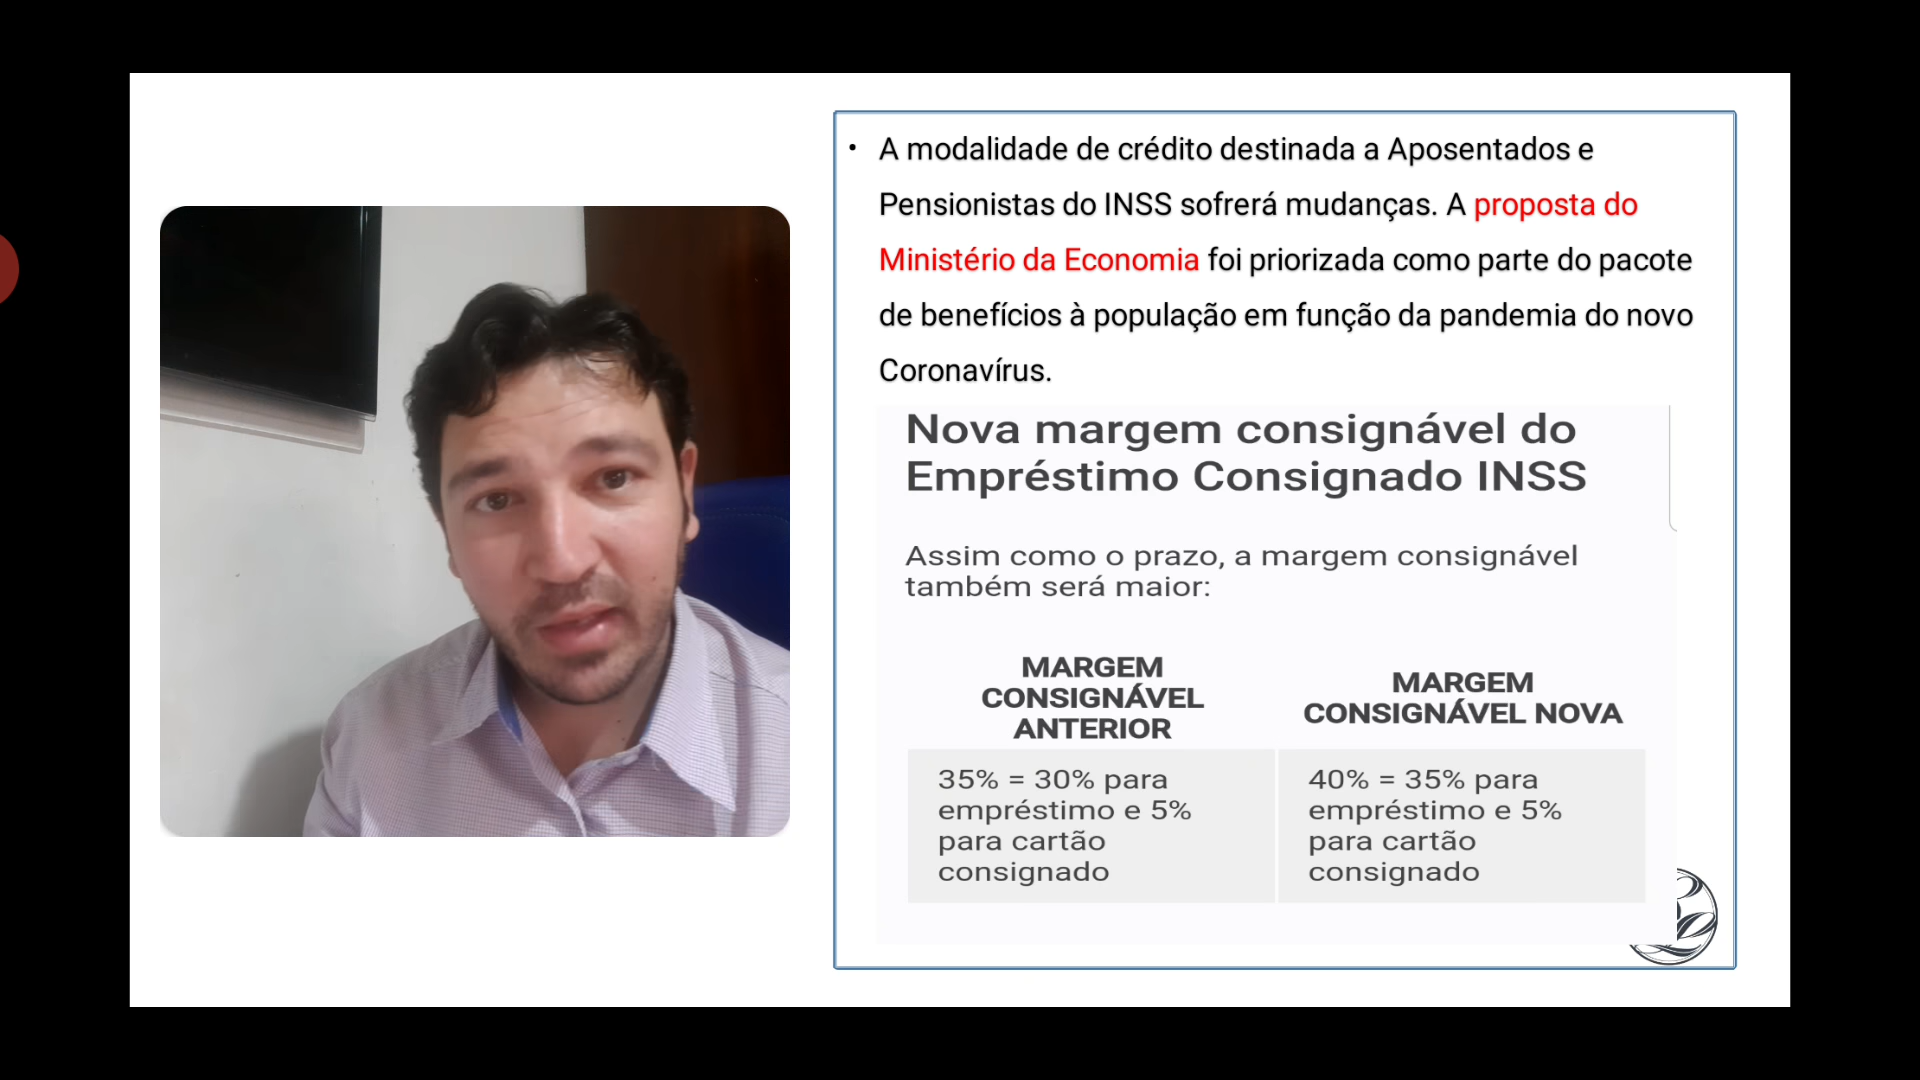 • A modalidade de crédito destinada a Aposentados e
Pensionistas do INSS sofrerá mudanças. A proposta do
Ministério da Economia foi priorizada como parte do pacote
de benefícios à população em função da pandemia do novo
Coronavírus.
Nova margem consignável do
Empréstimo Consignado INSS
Assim como o prazo, a margem consignável
também será maior:
MARGEM
CONSIGNÁVEL
ANTERIOR
MARGEM
CONSIGNÁVEL NOVA
35% = 30% para
empréstimo e 5%
para cartão
consignado
40% = 35% para
empréstimo e 5%
para cartão
consignado